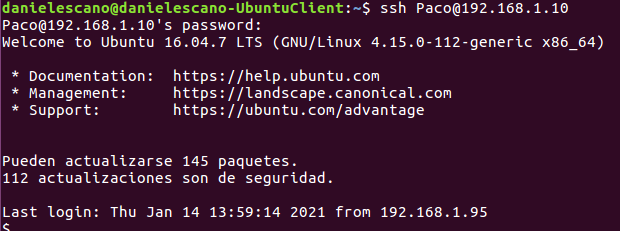 danielescano@danielescano-UbuntuClient:~$ ssh Paco@192.168.1.10
Paco@192.168.1.10's password:
Welcome to Ubuntu 16.04.7 LTS (GNU/Linux 4.15.0-112-generic x86_64)
* Documentation: https://help.ubuntu.com
* Management: https://landscape.canonical.com
* Support: https://ubuntu.com/advantage
Pueden actualizarse 145 paquetes.
112 actualizaciones son de seguridad.
Last login: Thu Jan 14 13:59:14 2021 from 192.168.1.95
$